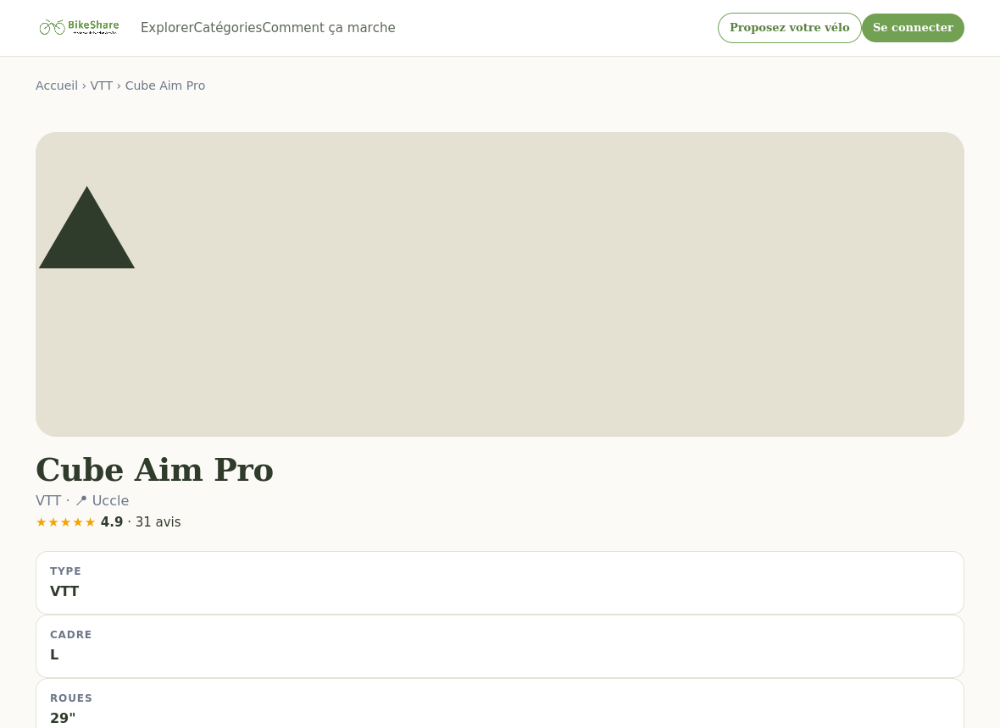 BikeShare
ExplorerCatégoriesComment ça marche
Proposez votre vélo
Se connecter
Accueil › VTT › Cube Aim Pro
Cube Aim Pro
VTT · 📍 Uccle
★★★★★ 4.9 · 31 avis
TYPE
VTT
CADRE
L
ROUES
29"